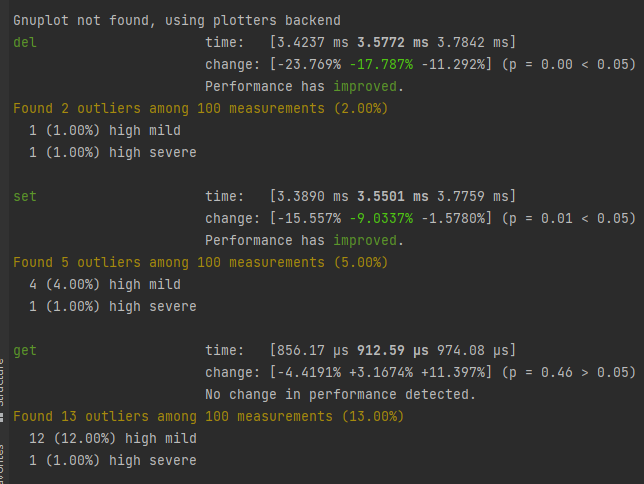 Gnuplot not found, using plotters backend
del time: [3.4237 ms 3.5772 ms 3.7842 ms]
change: [-23.769% -17.787% -11.292%] (p = 0.00 < 0.05)
Performance has improved.
Found 2 outliers among 100 measurements (2.00%)
1 (1.00%) high mild
1 (1.00%) high severe
set time: [3.3890 ms 3.5501 ms 3.7759 ms]
change: [-15.557% -9.0337% -1.5780%] (p = 0.01 < 0.05)
Performance has improved.
Found 5 outliers among 100 measurements (5.00%)
4 (4.00%) high mild
1 (1.00%) high severe
get time: [856.17 µs 912.59 µs 974.08 µs]
change: [-4.4191% +3.1674% +11.397%] (p = 0.46 > 0.05)
No change in performance detected.
Found 13 outliers among 100 measurements (13.00%)
12 (12.00%) high mild
1 (1.00%) high severe